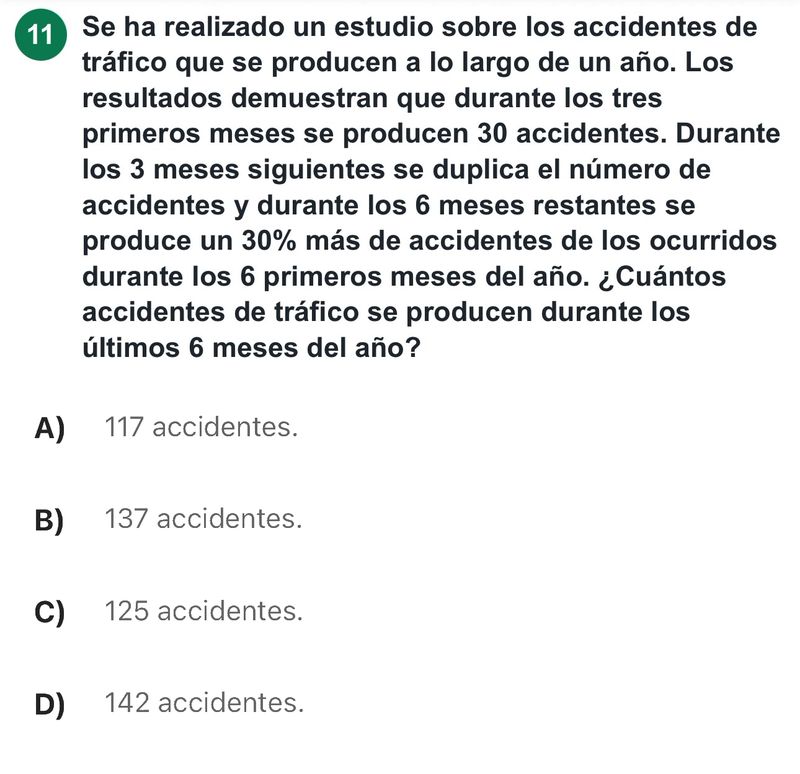 11 Se ha realizado un estudio sobre los accidentes de
tráfico que se producen a lo largo de un año. Los
resultados demuestran que durante los tres
primeros meses se producen 30 accidentes. Durante
los 3 meses siguientes se duplica el número de
accidentes y durante los 6 meses restantes se
produce un 30% más de accidentes de los ocurridos
durante los 6 primeros meses del año. ¿Cuántos
accidentes de tráfico se producen durante los
últimos 6 meses del año?
A) 117 accidentes.
B) 137 accidentes.
C) 125 accidentes.
D) 142 accidentes.